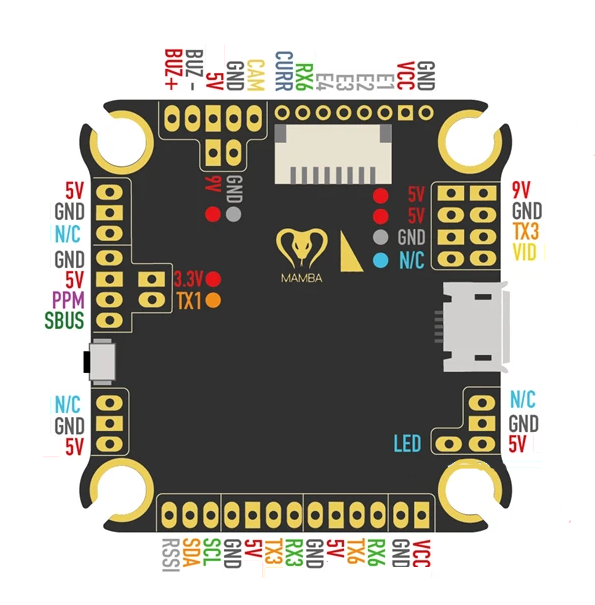 BUZ+
BUZ -
5V
GND
CAM
CURR
RX6
E4
E3
E2
E1
VCC
GND
9V
GND
5V
GND
N/C
GND
5V
PPM
SBUS
3.3V
TX1
MAMBA
5V
5V
GND
N/C
9V
GND
TX3
VID
N/C
GND
5V
LED
N/C
GND
5V
RSSI
SDA
SCL
GND
5V
TX3
RX3
GND
5V
TX6
RX6
GND
VCC